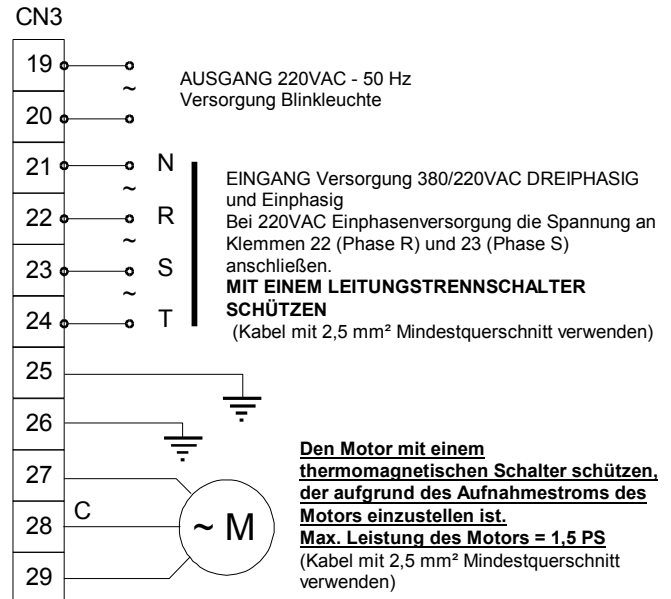 CN3
19
~
AUSGANG 220VAC - 50 Hz
Versorgung Blinkleuchte
20
21 N
~
22 R
~
23 S
~
24 T
EINGANG Versorgung 380/220VAC DREIPHASIG
und Einphasig
Bei 220VAC Einphasenversorgung die Spannung an
Klemmen 22 (Phase R) und 23 (Phase S)
anschließen.
MIT EINEM LEITUNGSTRENNSCHALTER
SCHÜTZEN
(Kabel mit 2,5 mm² Mindestquerschnitt verwenden)
25
26
27
28 C
29
~ M
Den Motor mit einem
thermomagnetischen Schalter schützen,
der aufgrund des Aufnahmestroms des
Motors einzustellen ist.
Max. Leistung des Motors = 1,5 PS
(Kabel mit 2,5 mm² Mindestquerschnitt
verwenden)